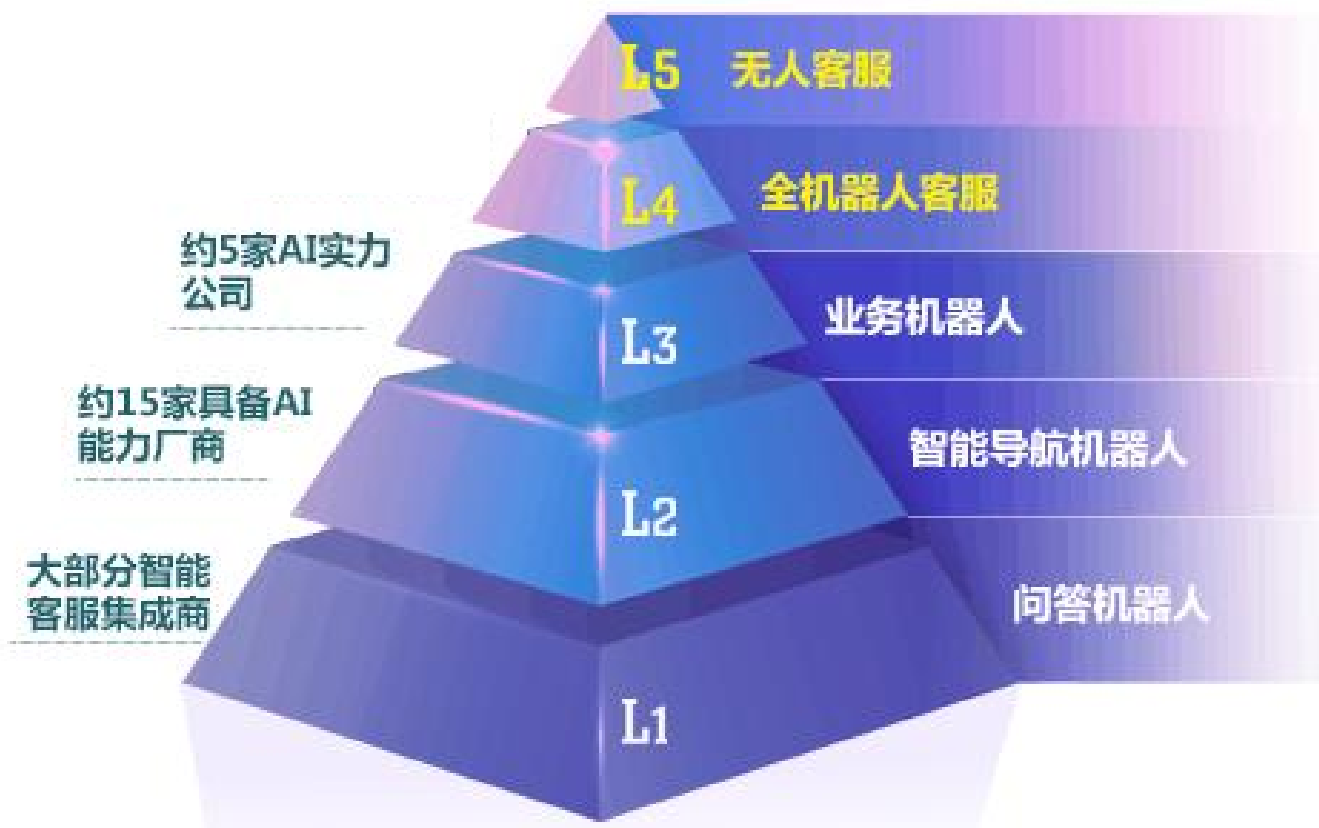 L5 无人客服
L4 全机器人客服
约5家AI实力
公司
L3 业务机器人
约15家具备AI
能力厂商
L2 智能导航机器人
大部分智能
客服集成商
L1 问答机器人